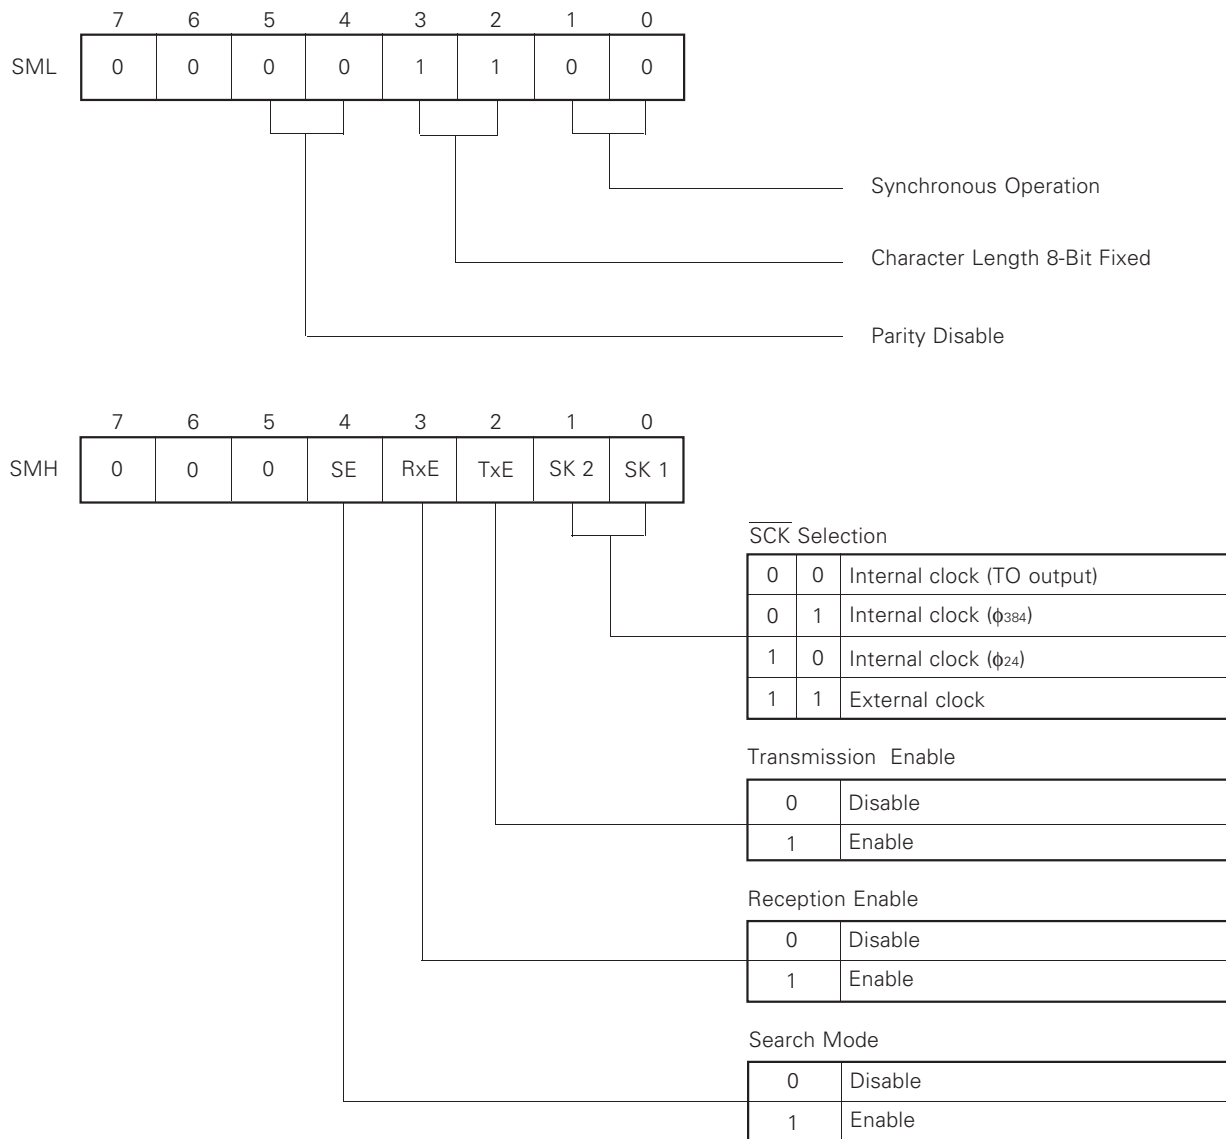 7 6 5 4 3 2 1 0
SML 0 0 0 0 1 1 0 0
Synchronous Operation
Character Length 8-Bit Fixed
Parity Disable
7 6 5 4 3 2 1 0
SMH 0 0 0 SE RxE TxE SK 2 SK 1
SCK Selection
0 0 Internal clock (TO output)
0 1 Internal clock (ϕ384)
1 0 Internal clock (ϕ24)
1 1 External clock
Transmission Enable
0 Disable
1 Enable
Reception Enable
0 Disable
1 Enable
Search Mode
0 Disable
1 Enable